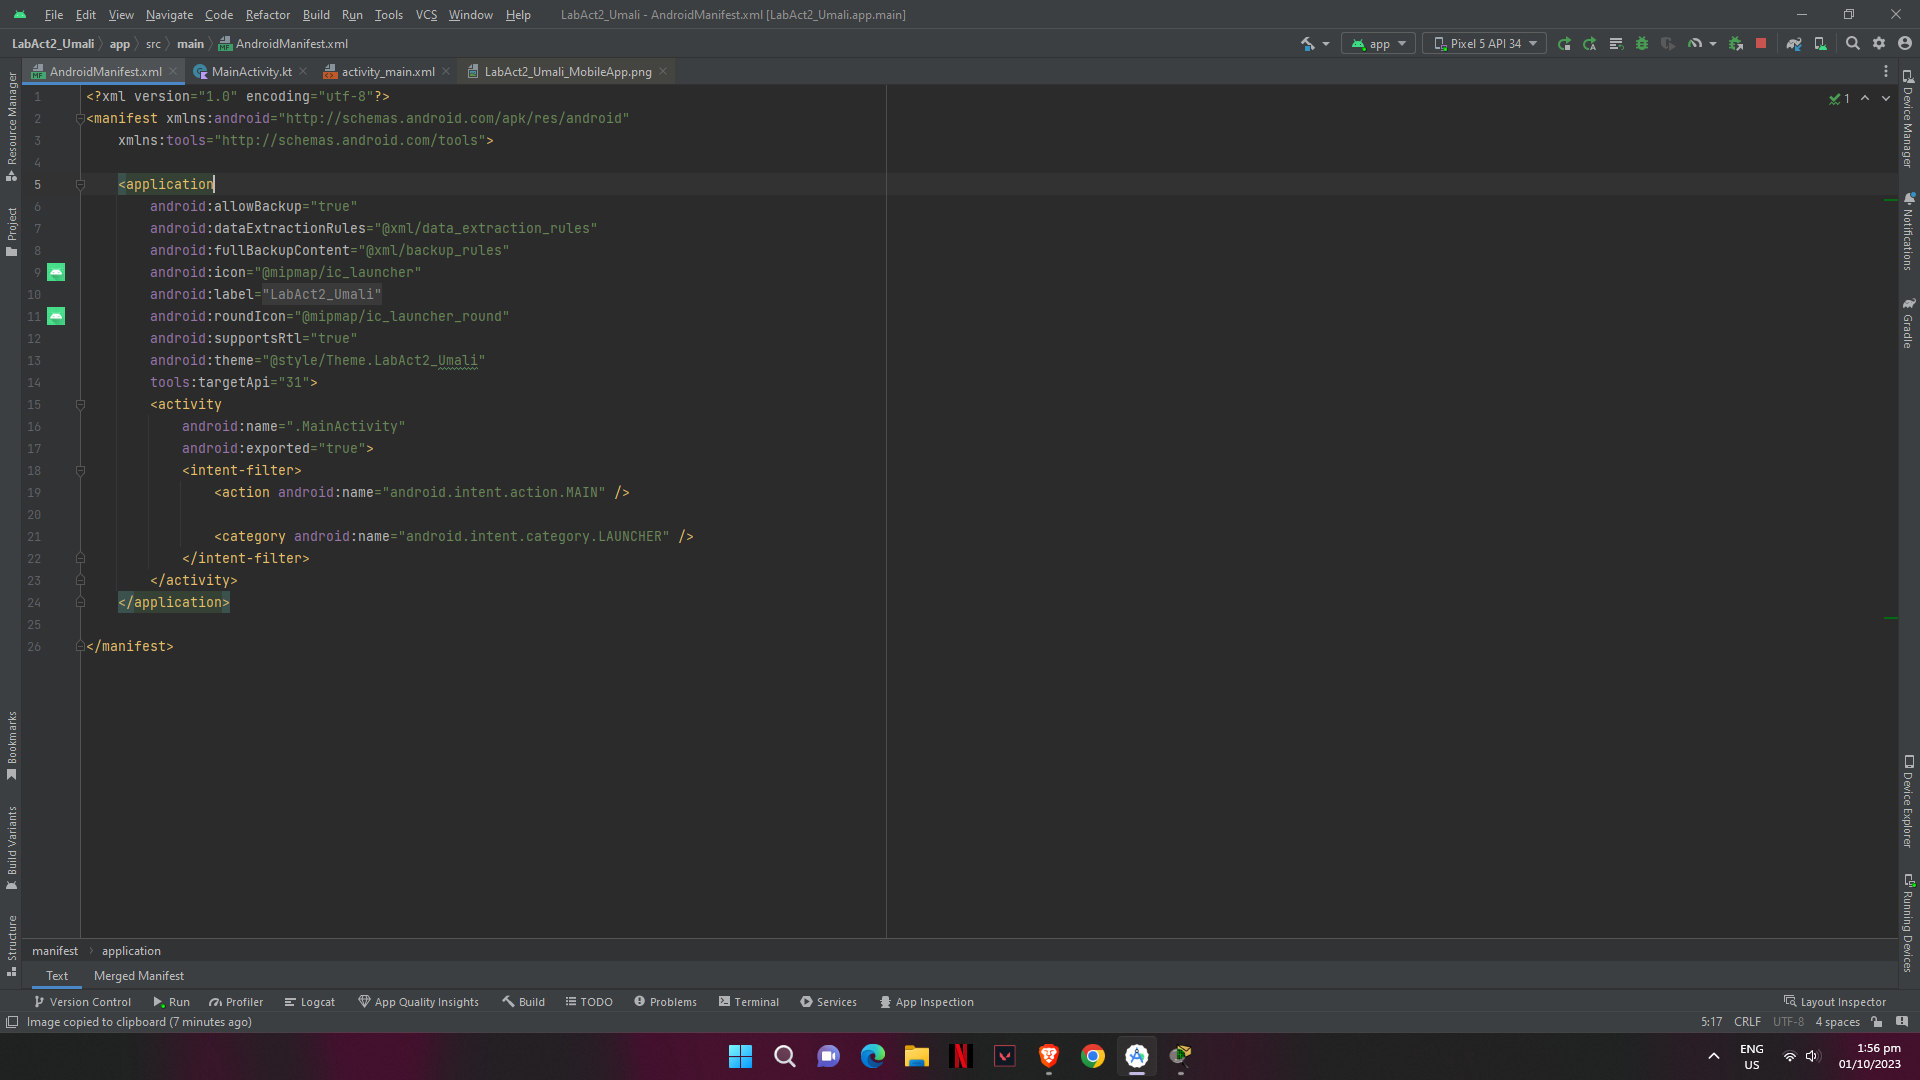 File Edit View Navigate Code Refactor Build Run Tools VCS Window Help LabAct2_Umali - AndroidManifest.xml [LabAct2_Umali.app.main]
LabAct2_Umali app src main AndroidManifest.xml app Pixel 5 API 34
AndroidManifest.xml MainActivity.kt activity_main.xml LabAct2_Umali_MobileApp.png
1 <?xml version="1.0" encoding="utf-8"?>
2 <manifest xmlns:android="http://schemas.android.com/apk/res/android"
3 xmlns:tools="http://schemas.android.com/tools">
4
5 <application
6 android:allowBackup="true"
7 android:dataExtractionRules="@xml/data_extraction_rules"
8 android:fullBackupContent="@xml/backup_rules"
9 android:icon="@mipmap/ic_launcher"
10 android:label="LabAct2_Umali"
11 android:roundIcon="@mipmap/ic_launcher_round"
12 android:supportsRtl="true"
13 android:theme="@style/Theme.LabAct2_Umali"
14 tools:targetApi="31">
15 <activity
16 android:name=".MainActivity"
17 android:exported="true">
18 <intent-filter>
19 <action android:name="android.intent.action.MAIN" />
20
21 <category android:name="android.intent.category.LAUNCHER" />
22 </intent-filter>
23 </activity>
24 </application>
25
26 </manifest>
1
Resource Manager
Project
Bookmarks
Build Variants
Structure
Device Manager
Notifications
Gradle
Device Explorer
Running Devices
manifest application
Text Merged Manifest
Version Control Run Profiler Logcat App Quality Insights Build TODO Problems Terminal Services App Inspection Layout Inspector
Image copied to clipboard (7 minutes ago) 5:17 CRLF UTF-8 4 spaces
ENG
US
1:56 pm
01/10/2023